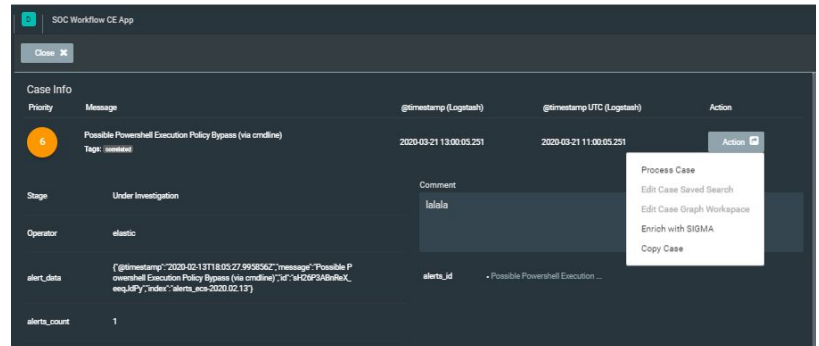 D SOC Workflow CE App
Close ✖
Case Info
Priority Message @timestamp (Logstash) @timestamp UTC (Logstash) Action
6 Possible Powershell Execution Policy Bypass (via cmdline) 2020-03-21 13:00:05.251 2020-03-21 11:00:05.251 Action
Tags: correlated
Process Case
Edit Case Saved Search
Edit Case Graph Workspace
Enrich with SIGMA
Copy Case
Stage Under Investigation
Comment
lalala
Operator elastic
alert_data {"@timestamp":"2020-02-13T18:05:27.995856Z","message":"Possible P
owershell Execution Policy Bypass (via cmdline)","id":"sH26P3ABnReX_
eeqJdPy","index":"alerts_ecs-2020.02.13"}
alerts_id - Possible Powershell Execution ...
alerts_count 1